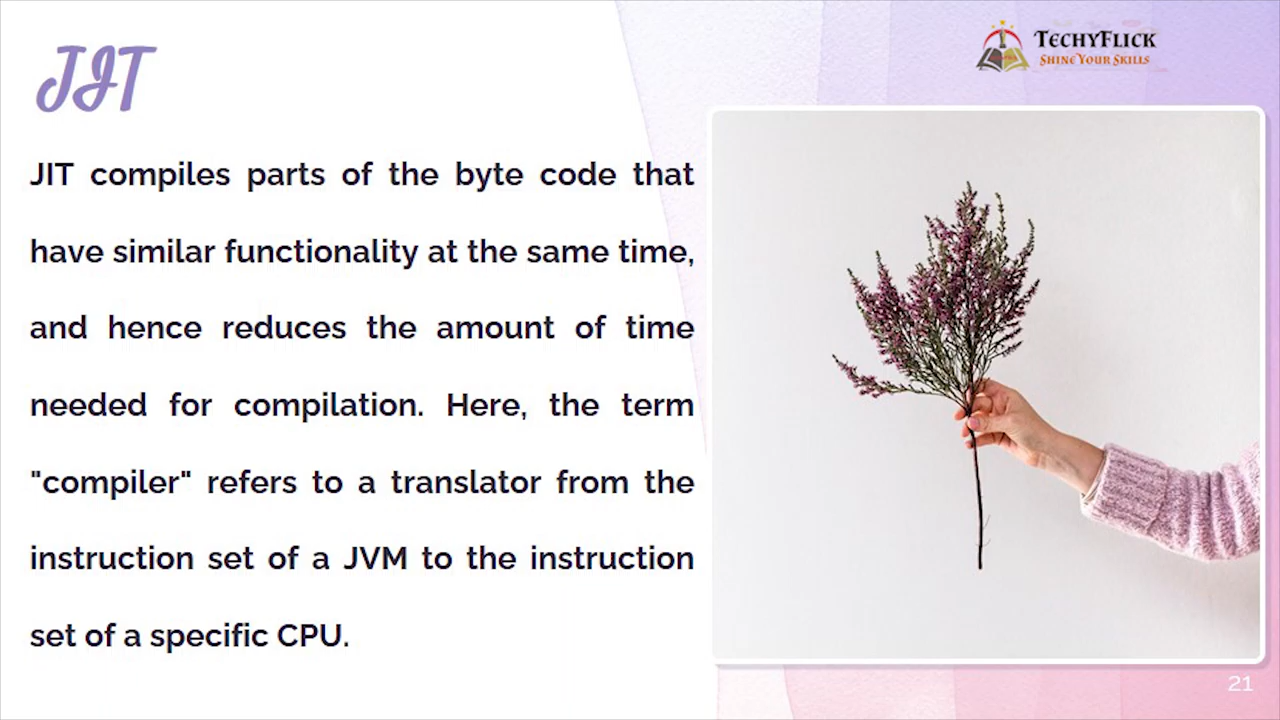 JIT
TECHYFLICK
SHINE YOUR SKILLS
JIT compiles parts of the byte code that
have similar functionality at the same time,
and hence reduces the amount of time
needed for compilation. Here, the term
"compiler" refers to a translator from the
instruction set of a JVM to the instruction
set of a specific CPU.
21